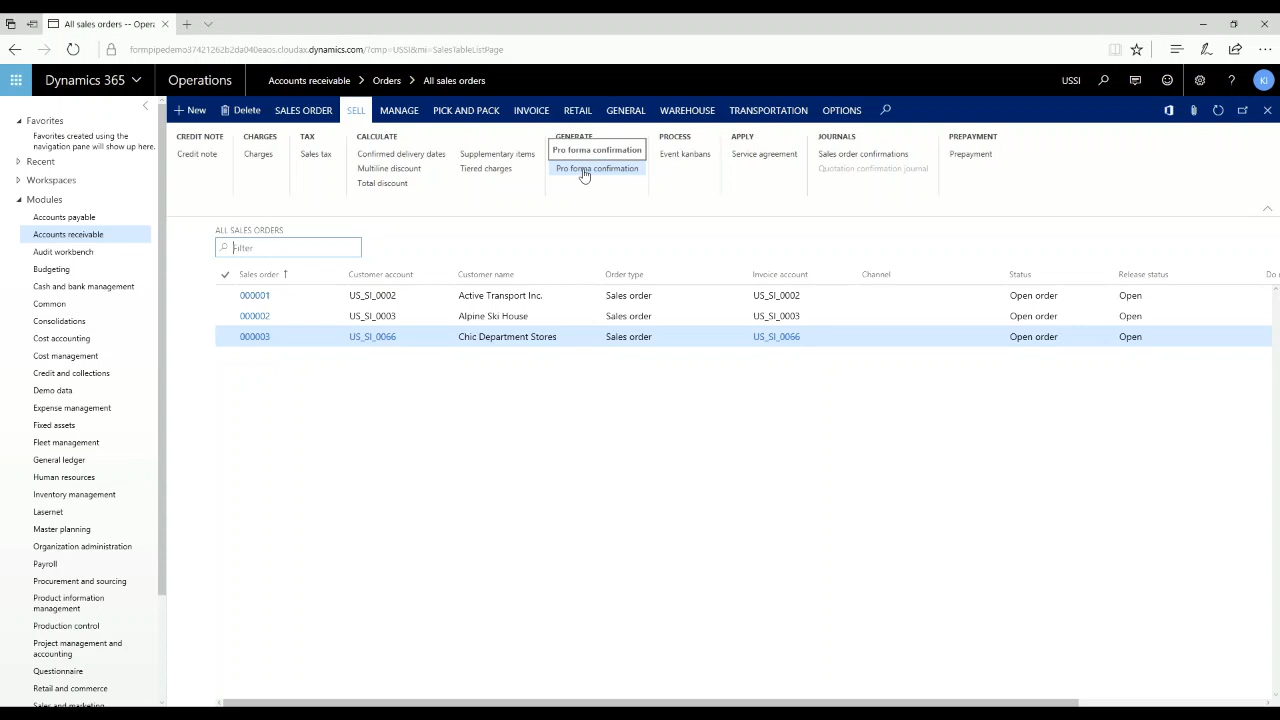 All sales orders -- Opera
formpipedemo37421262b2da040eaos.cloudax.dynamics.com/?cmp=USSI&mi=SalesTableListPage
Dynamics 365
Operations
Accounts receivable > Orders > All sales orders
USSI
?
KI
+ New
Delete
SALES ORDER
SELL
MANAGE
PICK AND PACK
INVOICE
RETAIL
GENERAL
WAREHOUSE
TRANSPORTATION
OPTIONS
CREDIT NOTE
Credit note
CHARGES
Charges
TAX
Sales tax
CALCULATE
Confirmed delivery dates
Multiline discount
Total discount
Supplementary items
Tiered charges
GENERATE
Pro forma confirmation
Pro forma confirmation
PROCESS
Event kanbans
APPLY
Service agreement
JOURNALS
Sales order confirmations
Quotation confirmation journal
PREPAYMENT
Prepayment
Favorites
Favorites created using the
navigation pane will show up here.
Recent
Workspaces
Modules
Accounts payable
Accounts receivable
Audit workbench
Budgeting
Cash and bank management
Common
Consolidations
Cost accounting
Cost management
Credit and collections
Demo data
Expense management
Fixed assets
Fleet management
General ledger
Human resources
Inventory management
Lasernet
Master planning
Organization administration
Payroll
Procurement and sourcing
Product information
management
Production control
Project management and
accounting
Questionnaire
Retail and commerce
Sales and marketing
ALL SALES ORDERS
Filter
Sales order ↑ Customer account Customer name Order type Invoice account Channel Status Release status Do
000001 US_SI_0002 Active Transport Inc. Sales order US_SI_0002 Open order Open
000002 US_SI_0003 Alpine Ski House Sales order US_SI_0003 Open order Open
000003 US_SI_0066 Chic Department Stores Sales order US_SI_0066 Open order Open